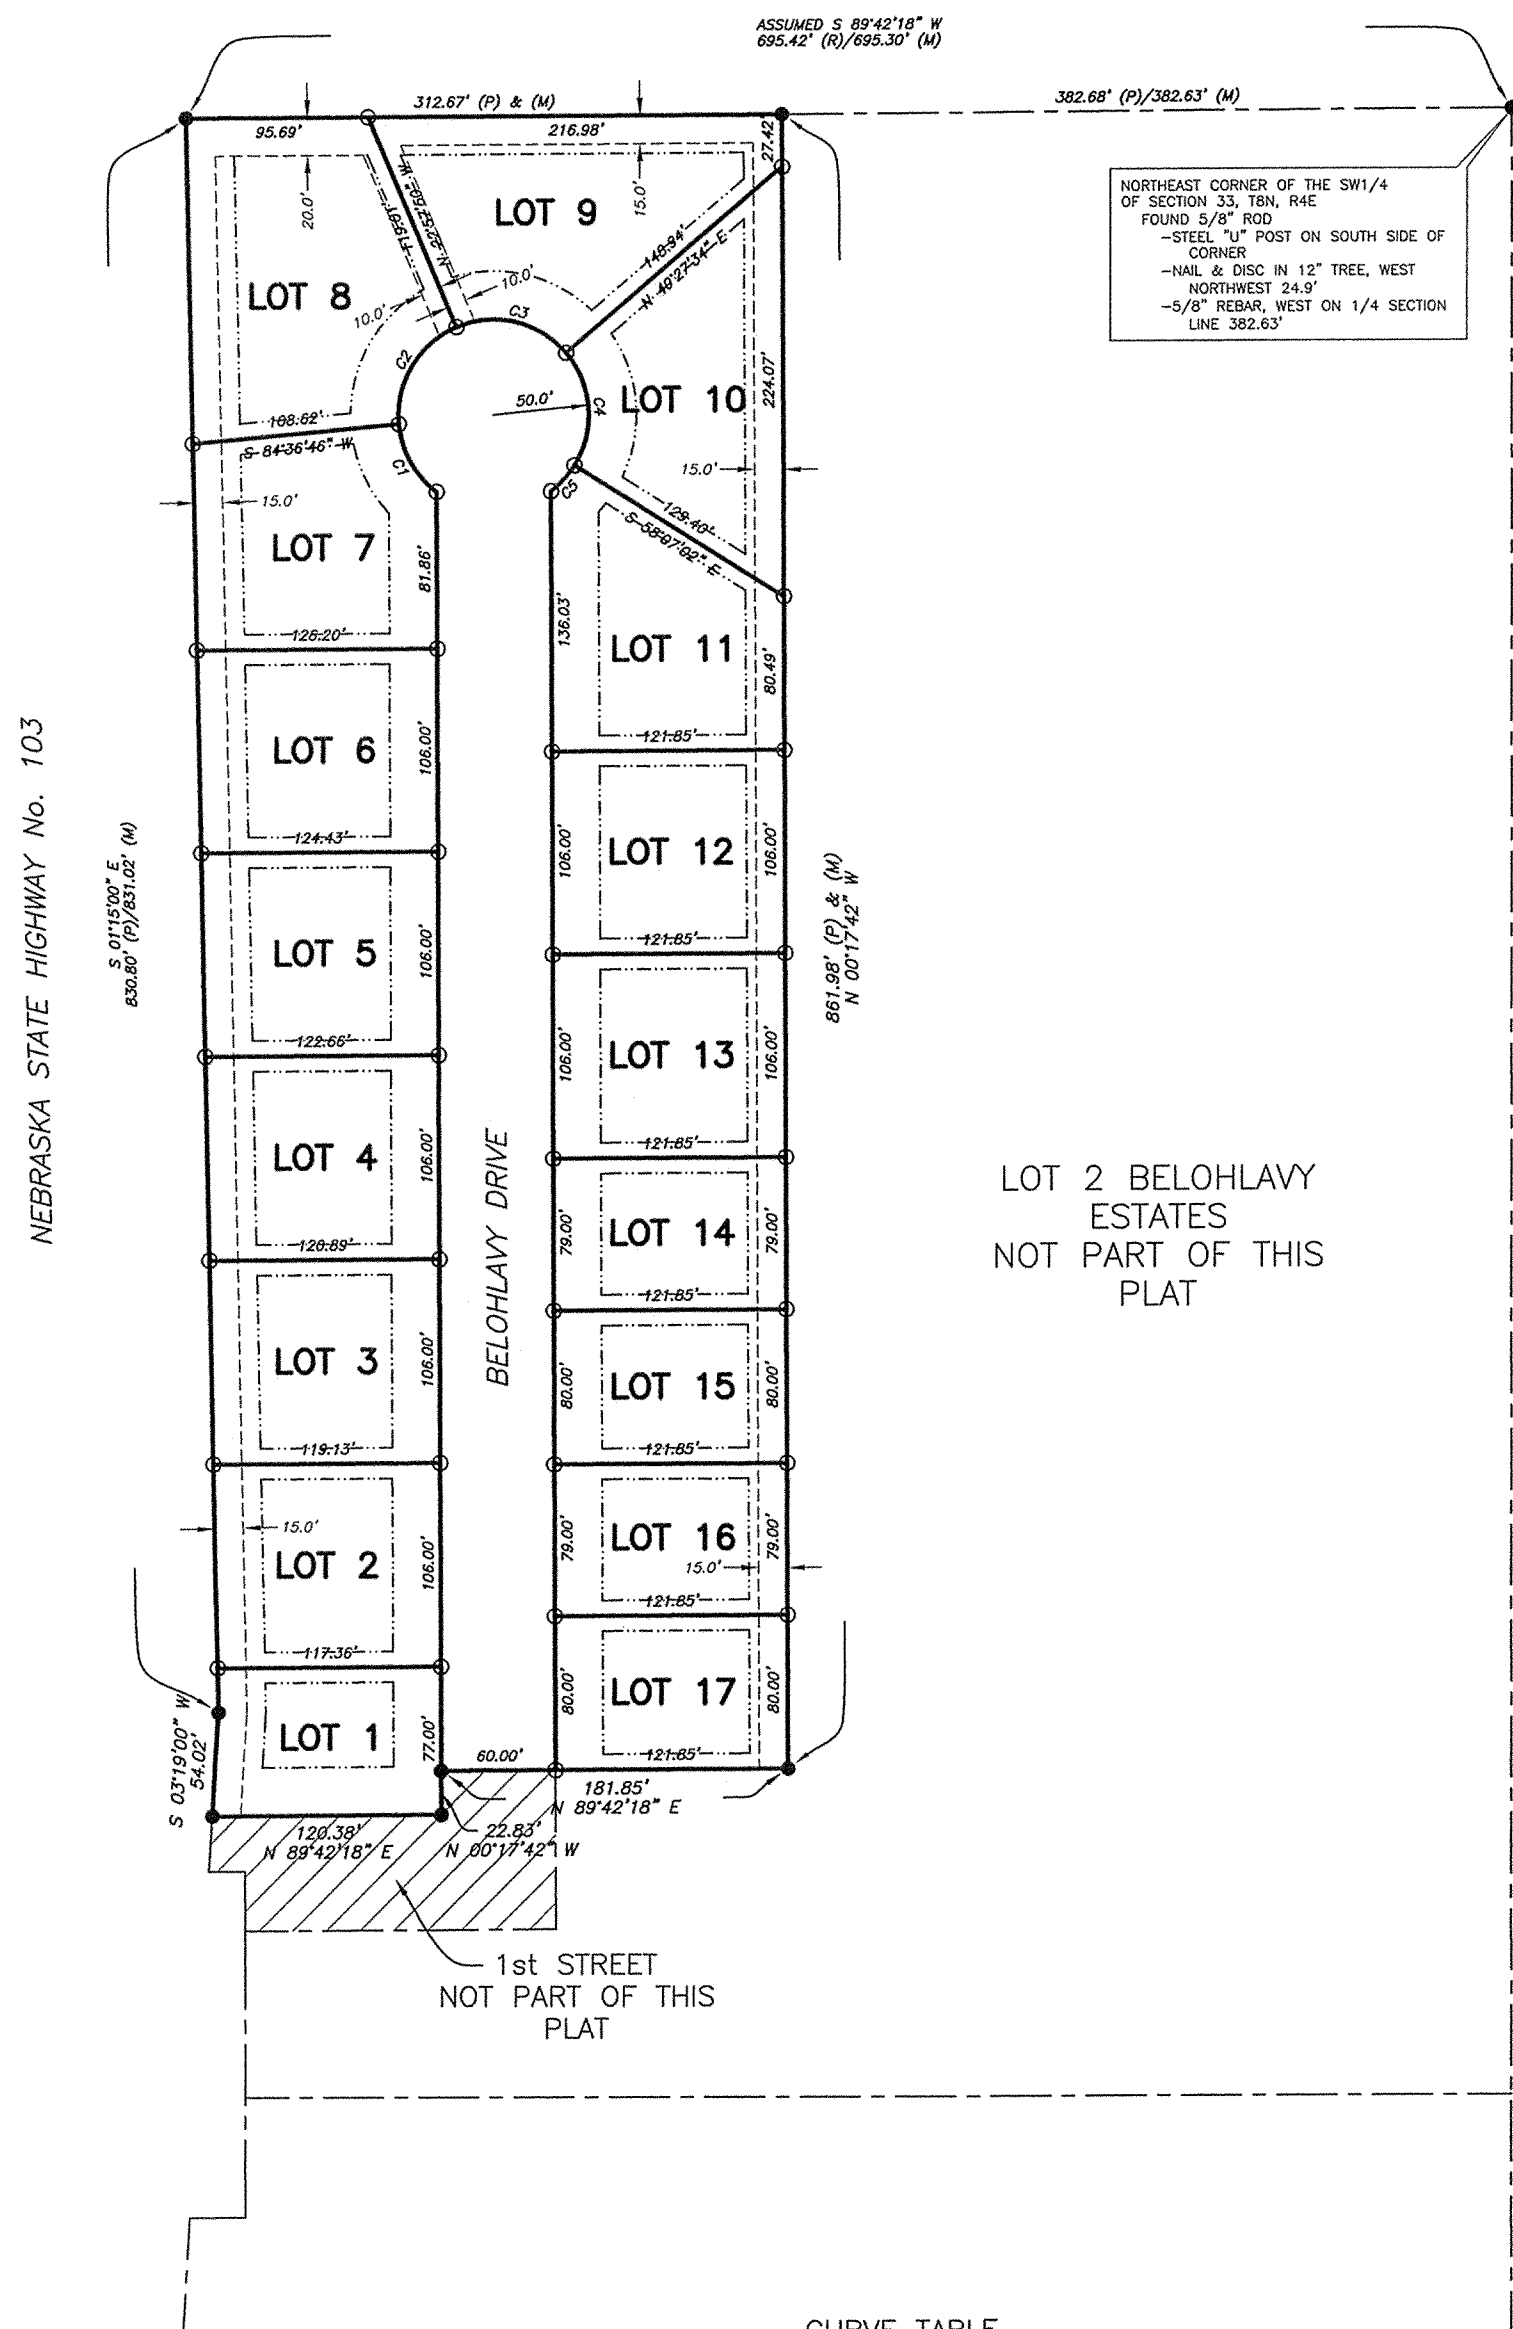 ASSUMED S 89°42'18" W
695.42' (R)/695.30' (M)
312.67' (P) & (M)
382.68' (P)/382.63' (M)
95.69'
216.98'
27.42'
NORTHEAST CORNER OF THE SW1/4
OF SECTION 33, T8N, R4E
FOUND 5/8" ROD
-STEEL "U" POST ON SOUTH SIDE OF
CORNER
-NAIL & DISC IN 12" TREE, WEST
NORTHWEST 24.9'
-5/8" REBAR, WEST ON 1/4 SECTION
LINE 382.63'
20.0'
15.0'
LOT 9
LOT 8
N 40°27'34" E
10.0'
10.0'
C3
C2
224.07'
50.0'
C4
LOT 10
108.62'
S 84°36'46" W
C1
C5
15.0'
15.0'
129.40'
S 58°07'02" E
LOT 7
81.86'
136.03'
126.20'
LOT 11
80.49'
121.85'
LOT 6
106.00'
124.43'
LOT 12
106.00'
106.00'
121.85'
NEBRASKA STATE HIGHWAY No. 103
S 01°15'00" E
830.80' (P)/831.02' (M)
861.98' (P) & (M)
N 00°17'42" W
LOT 5
106.00'
122.66'
LOT 13
106.00'
106.00'
121.85'
LOT 4
106.00'
120.89'
BELOHLAVY DRIVE
LOT 14
79.00'
79.00'
121.85'
LOT 2 BELOHLAVY
ESTATES
NOT PART OF THIS
PLAT
LOT 3
106.00'
119.13'
LOT 15
80.00'
80.00'
121.85'
15.0'
LOT 2
106.00'
117.36'
LOT 16
79.00'
79.00'
15.0'
121.85'
LOT 17
80.00'
80.00'
121.85'
S 03°19'00" W
54.02'
LOT 1
77.00'
60.00'
181.85'
N 89°42'18" E
120.38'
N 89°42'18" E
22.83'
N 00°17'42" W
1st STREET
NOT PART OF THIS
PLAT
CURVE TABLE